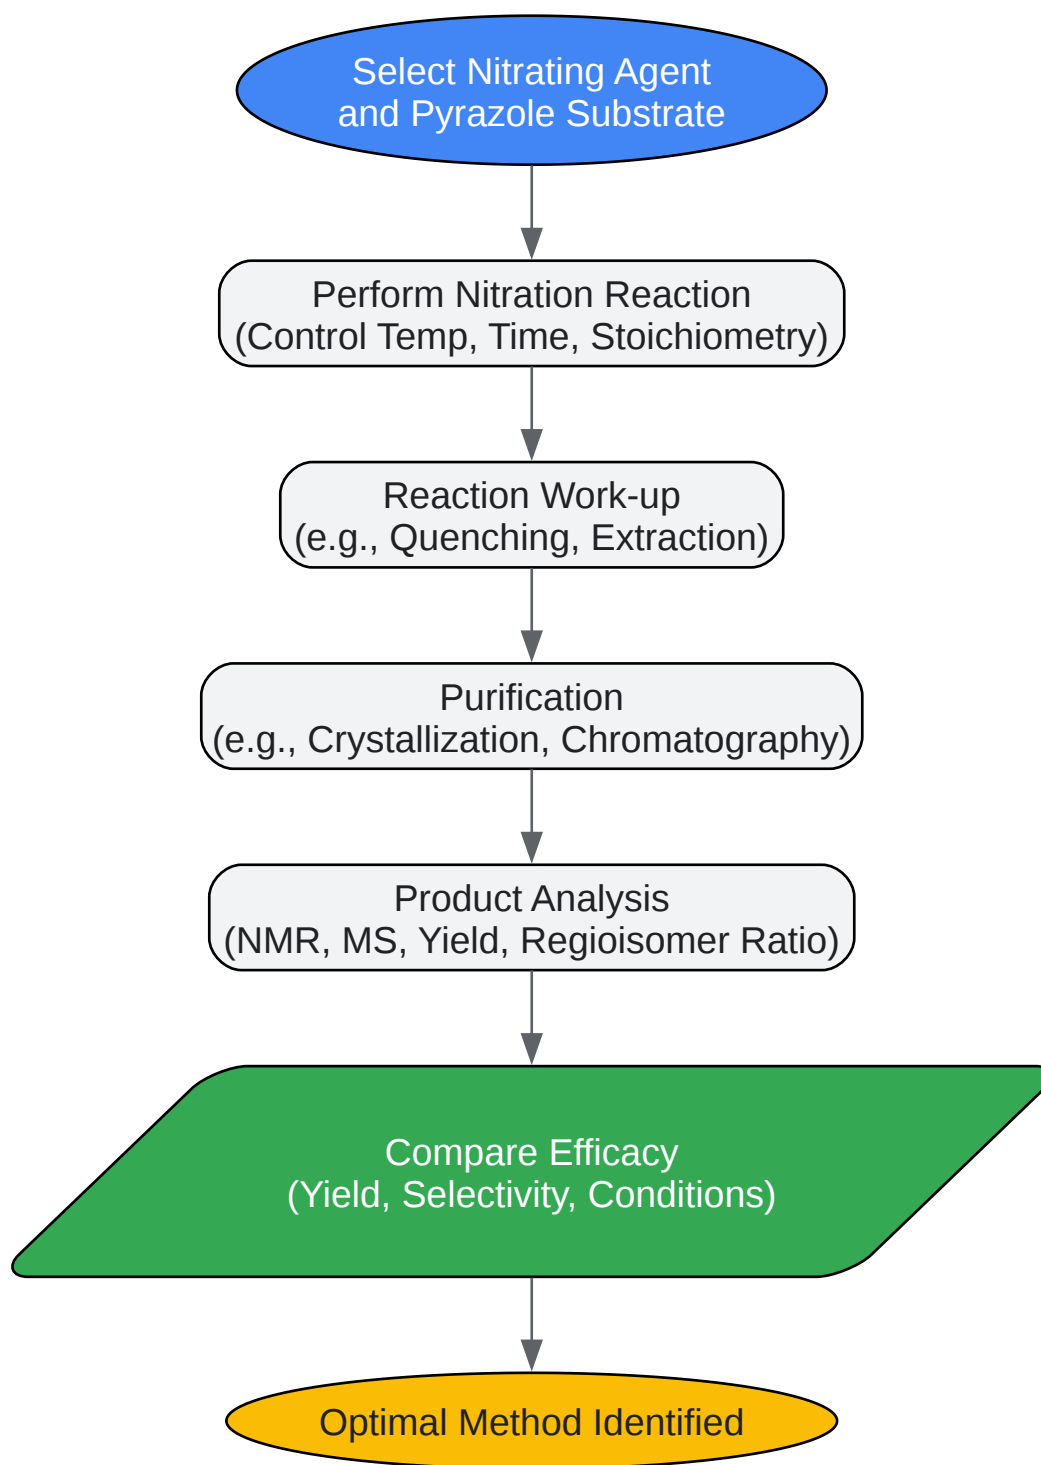 Select Nitrating Agent
and Pyrazole Substrate
Perform Nitration Reaction
(Control Temp, Time, Stoichiometry)
Reaction Work-up
(e.g., Quenching, Extraction)
Purification
(e.g., Crystallization, Chromatography)
Product Analysis
(NMR, MS, Yield, Regioisomer Ratio)
Compare Efficacy
(Yield, Selectivity, Conditions)
Optimal Method Identified